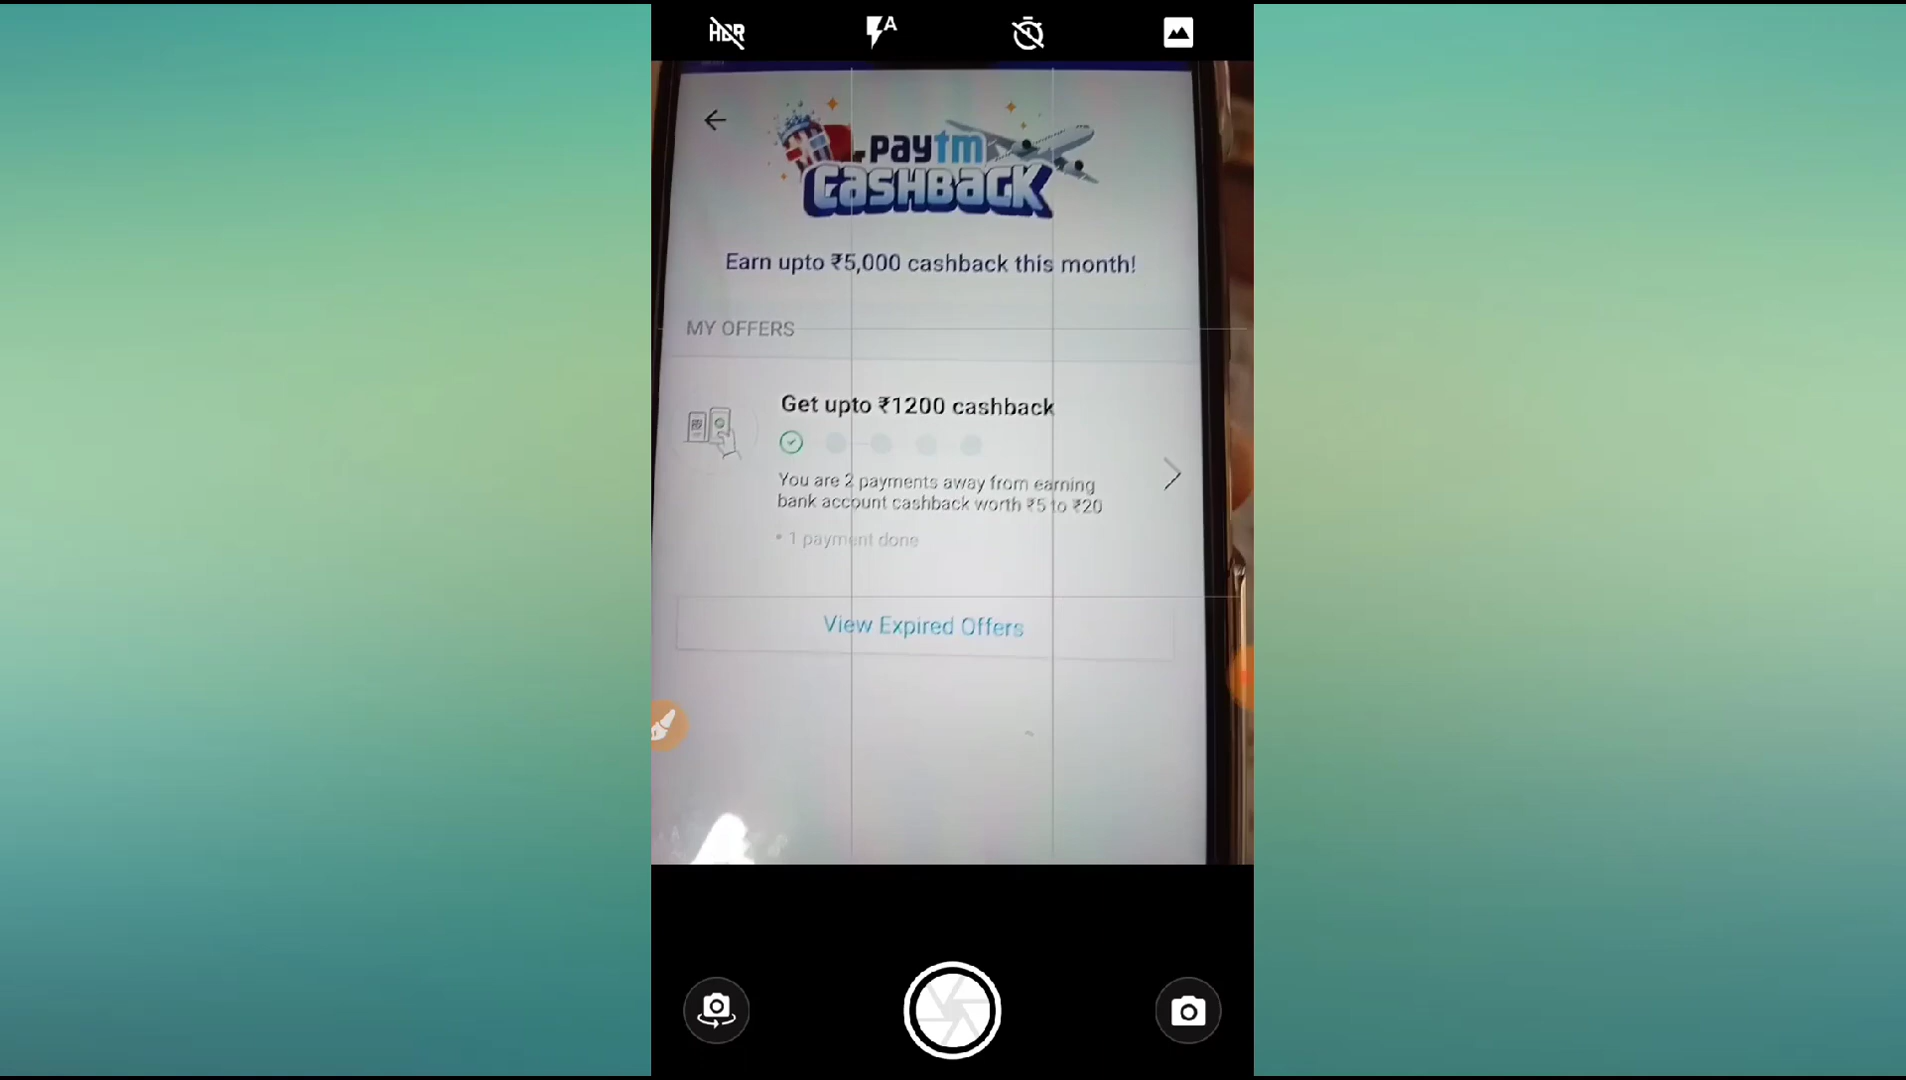 HDR
A
paytm
CASHBACK
Earn upto ₹5,000 cashback this month!
MY OFFERS
Get upto ₹1200 cashback
You are 2 payments away from earning
bank account cashback worth ₹5 to ₹20
• 1 payment done
View Expired Offers